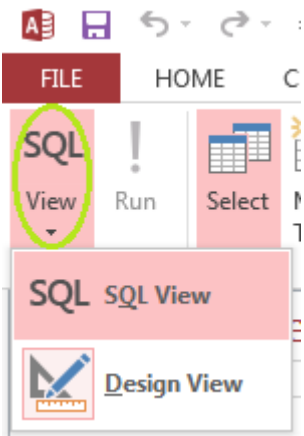 A
FILE HOME C
SQL
View Run Select
SQL SQL View
Design View